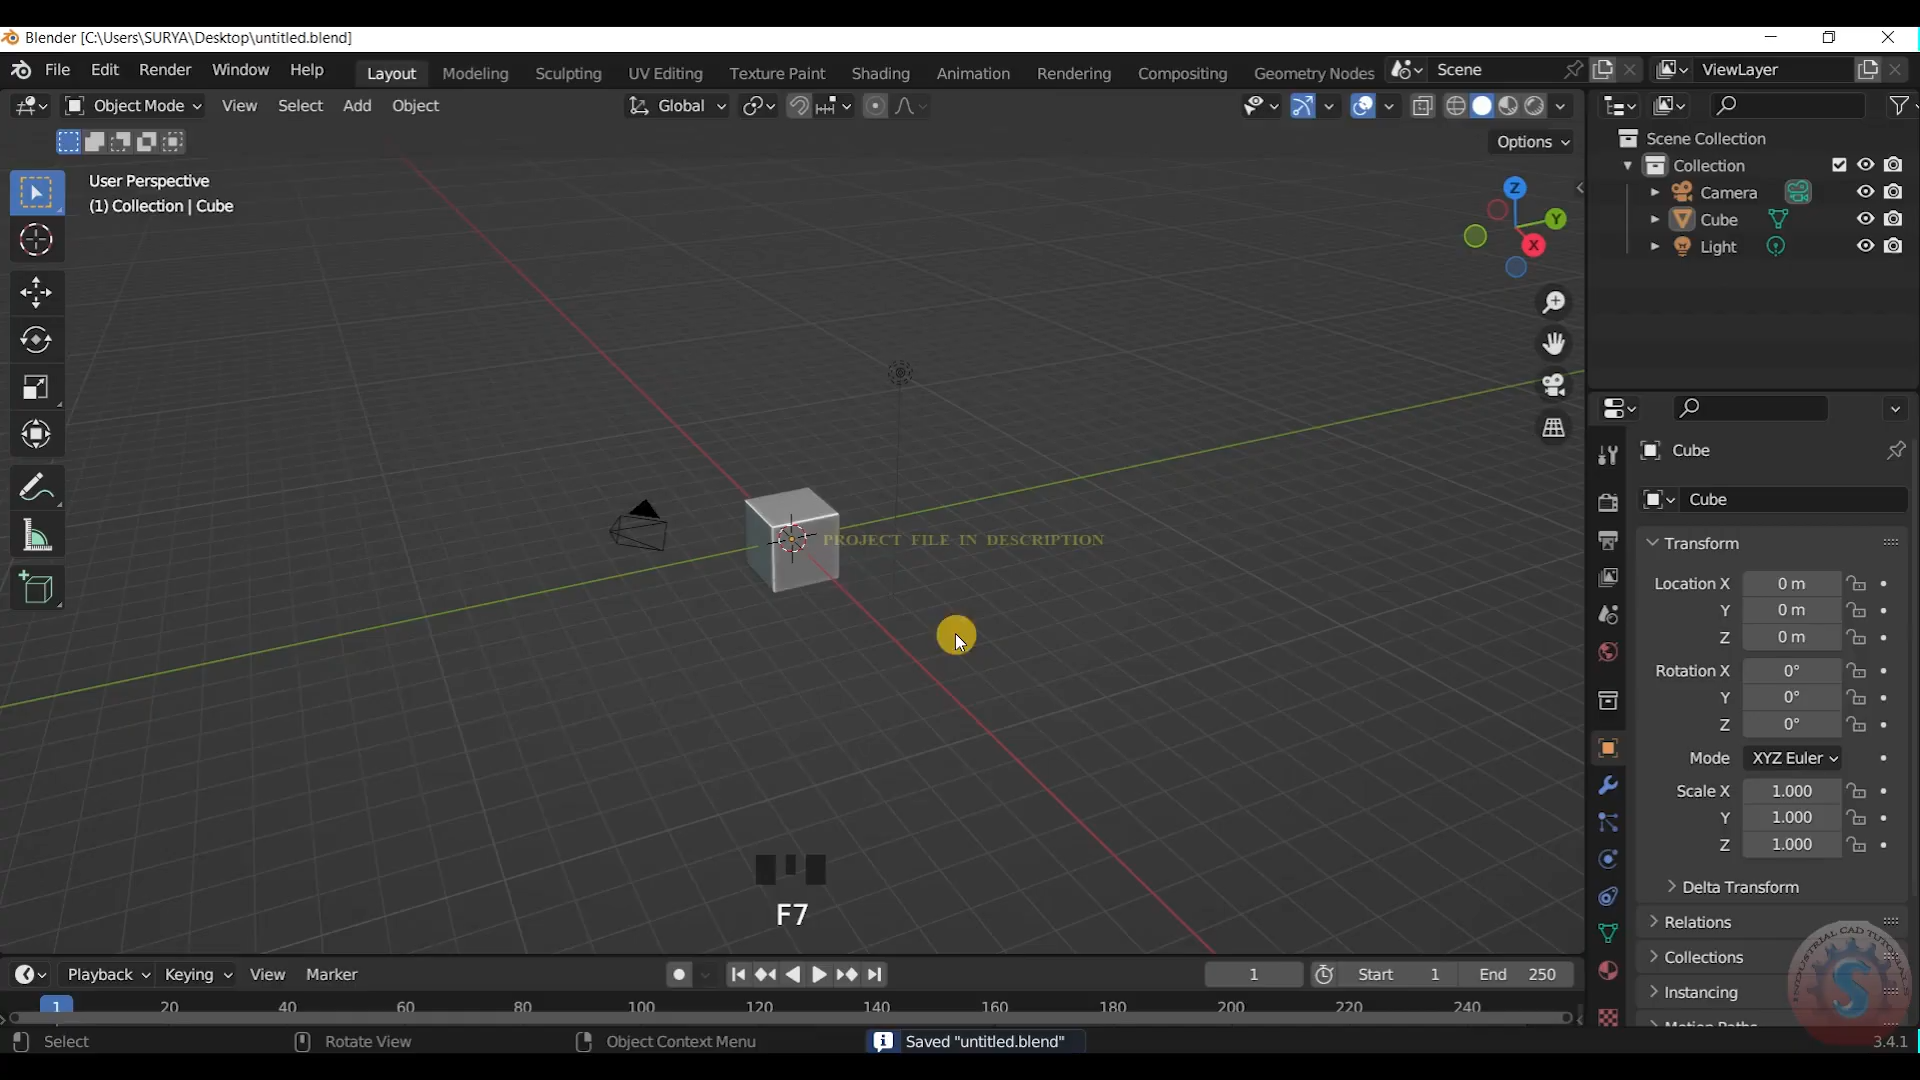 Blender [C:\Users\SURYA\Desktop\untitled.blend]
File Edit Render Window Help Layout Modeling Sculpting UV Editing Texture Paint Shading Animation Rendering Compositing Geometry Nodes Scene ViewLayer
Object Mode View Select Add Object Global
Options
User Perspective
(1) Collection | Cube
Z
Y
X
Scene Collection
Collection
Camera
Cube
Light
PROJECT FILE IN DESCRIPTION
Cube
Cube
Transform
Location X 0 m
Y 0 m
Z 0 m
Rotation X 0°
Y 0°
Z 0°
Mode XYZ Euler
Scale X 1.000
Y 1.000
Z 1.000
Delta Transform
Relations
Collections
Instancing
Motion Paths
F7
Playback Keying View Marker 1 Start 1 End 250
1 20 40 60 80 100 120 140 160 180 200 220 240
Select Rotate View Object Context Menu Saved "untitled.blend" 3.4.1
INDUSTRIAL CAD TUTORIALS
S